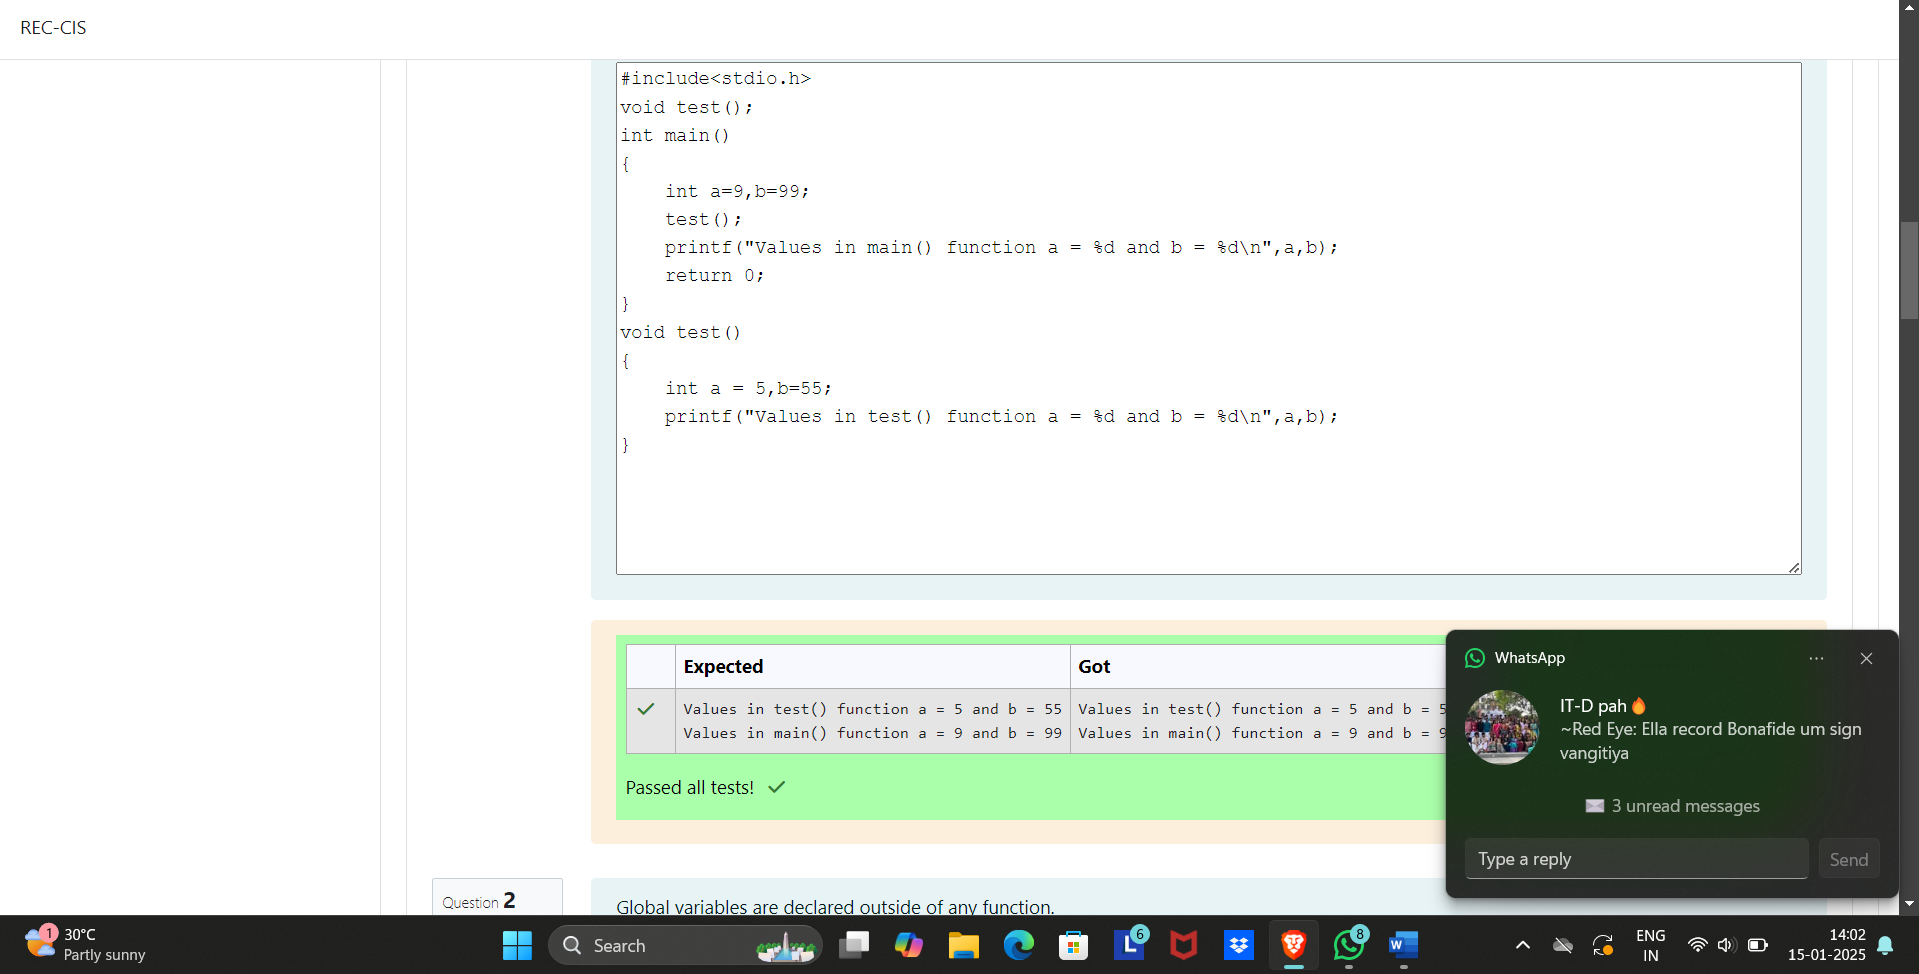 REC-CIS
#include<stdio.h>
void test();
int main()
{
    int a=9,b=99;
    test();
    printf("Values in main() function a = %d and b = %d\n",a,b);
    return 0;
}
void test()
{
    int a = 5,b=55;
    printf("Values in test() function a = %d and b = %d\n",a,b);
}
Expected Got
Values in test() function a = 5 and b = 55 Values in test() function a = 5 and b = 5
Values in main() function a = 9 and b = 99 Values in main() function a = 9 and b = 9
Passed all tests!
WhatsApp
IT-D pah
~Red Eye: Ella record Bonafide um sign
vangitiya
3 unread messages
Type a reply Send
Question 2
Global variables are declared outside of any function.
1
30°C
Partly sunny
Search
L 6
8
W
ENG
IN
14:02
15-01-2025